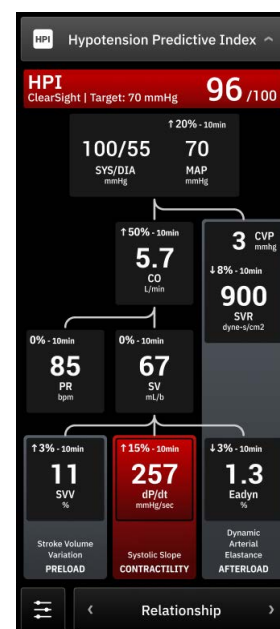 HPI Hypotension Predictive Index
HPI
ClearSight | Target: 70 mmHg
96 /100
↑20% - 10min
100/55 70
SYS/DIA MAP
mmHg mmHg
↑50% - 10min
5.7
CO
L/min
3 CVP
mmhg
↓8% - 10min
900
SVR
dyne-s/cm2
0% - 10min 0% - 10min
85 67
PR SV
bpm mL/b
↑3% - 10min ↑15% - 10min ↓3% - 10min
11 257 1.3
SVV dP/dt Eadyn
% mmHg/sec %
Stroke Volume
Variation
PRELOAD
Systolic Slope
CONTRACTILITY
Dynamic
Arterial
Elastance
AFTERLOAD
‹ Relationship ›